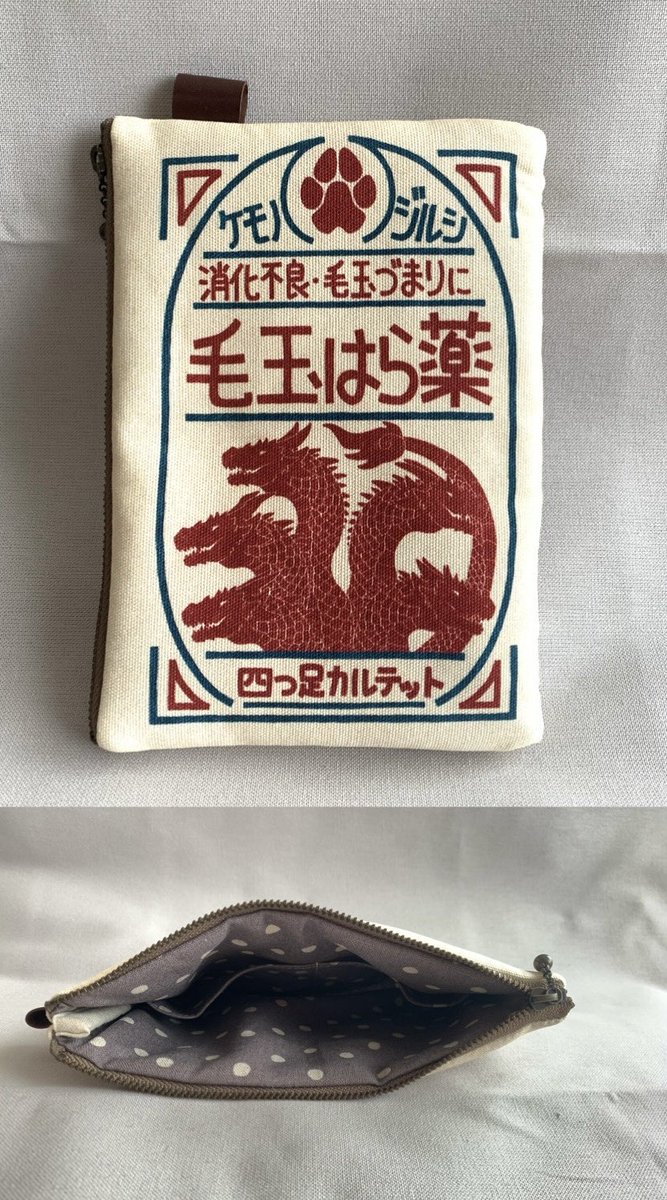 ケモノジルシ
消化不良・毛玉づまりに
毛玉はら薬
四つ足カルテット